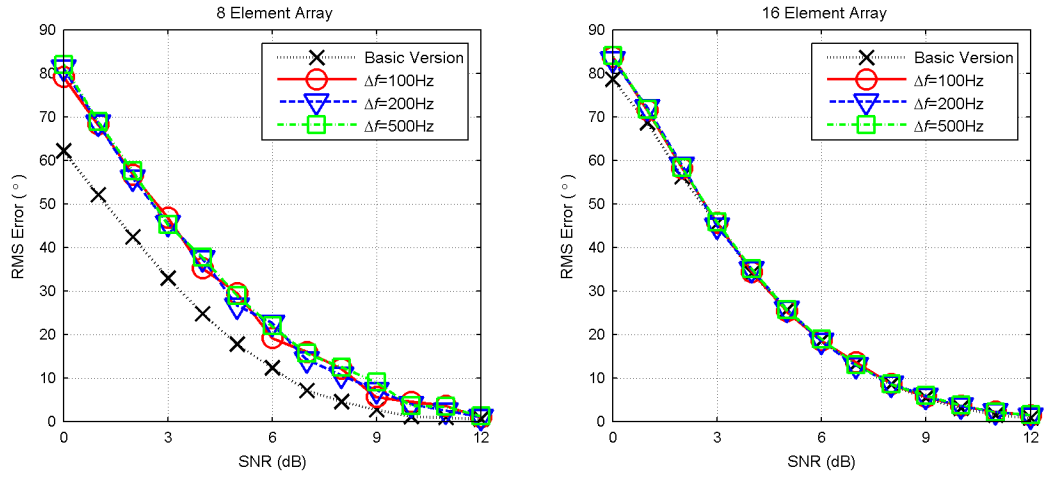 8 Element Array
90
80
70
60
50
40
30
20
10
0
RMS Error ( ° )
0 3 6 9 12
SNR (dB)
Basic Version
Δf=100Hz
Δf=200Hz
Δf=500Hz
16 Element Array
90
80
70
60
50
40
30
20
10
0
RMS Error ( ° )
0 3 6 9 12
SNR (dB)
Basic Version
Δf=100Hz
Δf=200Hz
Δf=500Hz